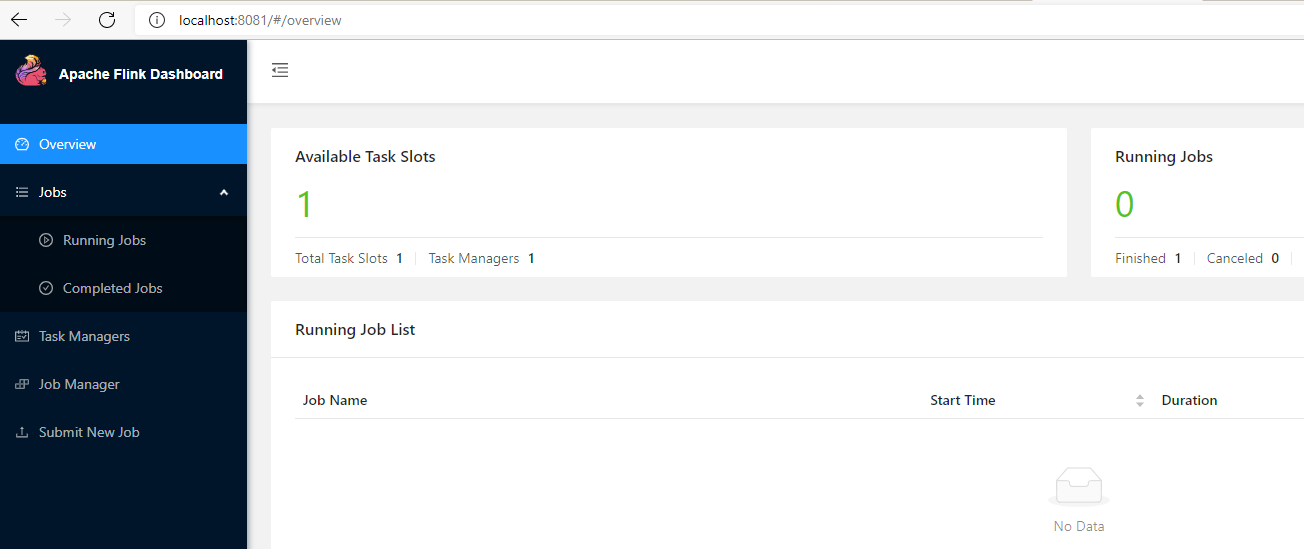 localhost:8081/#/overview
Apache Flink Dashboard
Overview
Jobs
Running Jobs
Completed Jobs
Task Managers
Job Manager
Submit New Job
Available Task Slots
1
Total Task Slots 1 Task Managers 1
Running Jobs
0
Finished 1 Canceled 0
Running Job List
Job Name Start Time Duration
No Data